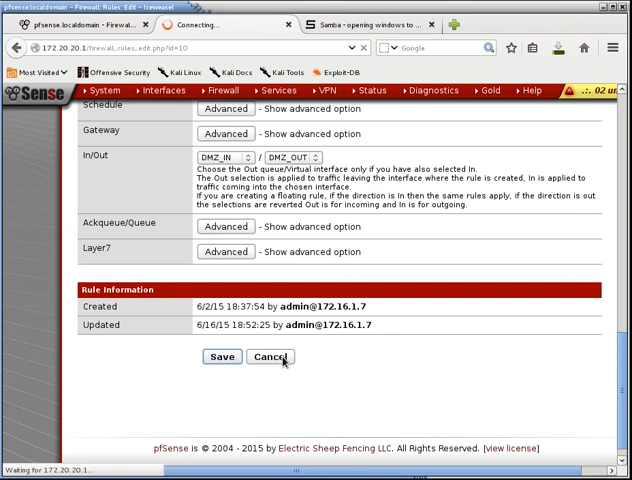 pfsense.localdomain - Firewall: Rules: Edit - Iceweasel
pfsense.localdomain - Firewal...
Connecting...
Samba - opening windows to ...
172.20.20.1/firewall_rules_edit.php?id=10
Google
Most Visited
Offensive Security
Kali Linux
Kali Docs
Kali Tools
Exploit-DB
Sense
System
Interfaces
Firewall
Services
VPN
Status
Diagnostics
Gold
Help
.:. 02 un
Schedule
Advanced - Show advanced option
Gateway
Advanced - Show advanced option
In/Out
DMZ_IN / DMZ_OUT
Choose the Out queue/Virtual interface only if you have also selected In.
The Out selection is applied to traffic leaving the interface where the rule is created, In is applied to
traffic coming into the chosen interface.
If you are creating a floating rule, if the direction is In then the same rules apply, if the direction is out
the selections are reverted Out is for incoming and In is for outgoing.
Ackqueue/Queue
Advanced - Show advanced option
Layer7
Advanced - Show advanced option
Rule Information
Created
6/2/15 18:37:54 by admin@172.16.1.7
Updated
6/16/15 18:52:25 by admin@172.16.1.7
Save
Cancel
pfSense is © 2004 - 2015 by Electric Sheep Fencing LLC. All Rights Reserved. [view license]
Waiting for 172.20.20.1...